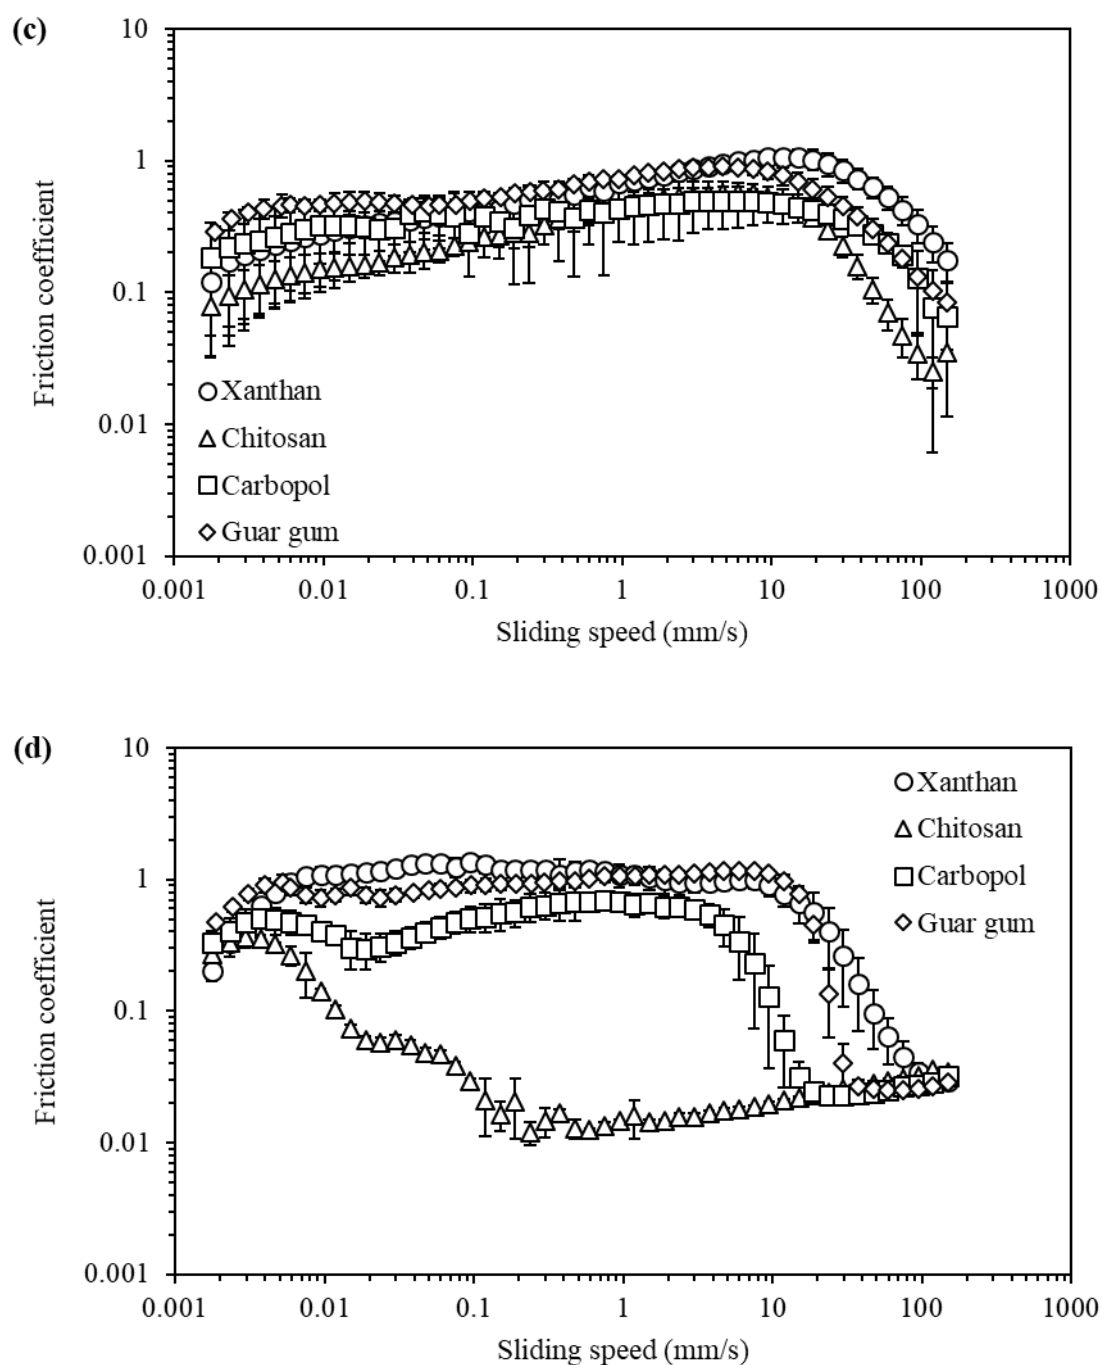 (c)
10
1
0.1
0.01
0.001
Friction coefficient
Xanthan
Chitosan
Carbopol
Guar gum
0.001 0.01 0.1 1 10 100 1000
Sliding speed (mm/s)
(d)
10
1
0.1
0.01
0.001
Friction coefficient
Xanthan
Chitosan
Carbopol
Guar gum
0.001 0.01 0.1 1 10 100 1000
Sliding speed (mm/s)